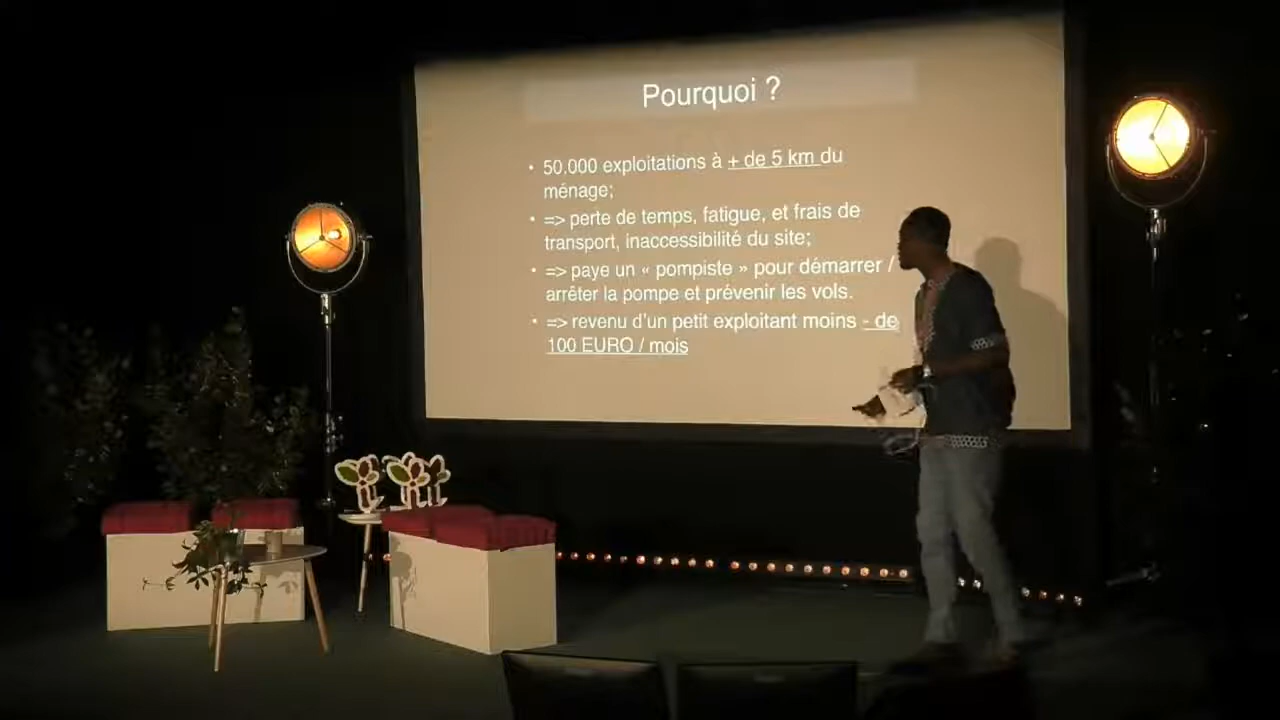 Pourquoi ?
• 50.000 exploitations à + de 5 km du
ménage;
• => perte de temps, fatigue, et frais de
transport, inaccessibilité du site;
• => paye un « pompiste » pour démarrer /
arrêter la pompe et prévenir les vols.
• => revenu d'un petit exploitant moins - de
100 EURO / mois